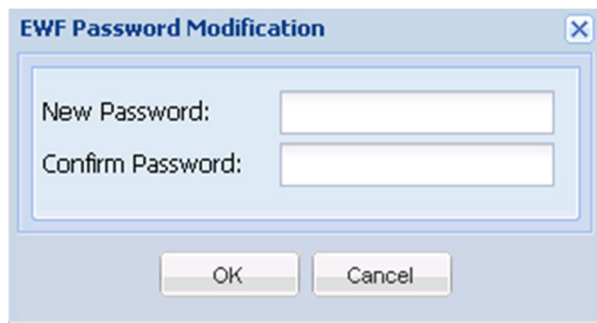 EWF Password Modification
New Password:
Confirm Password:
OK Cancel